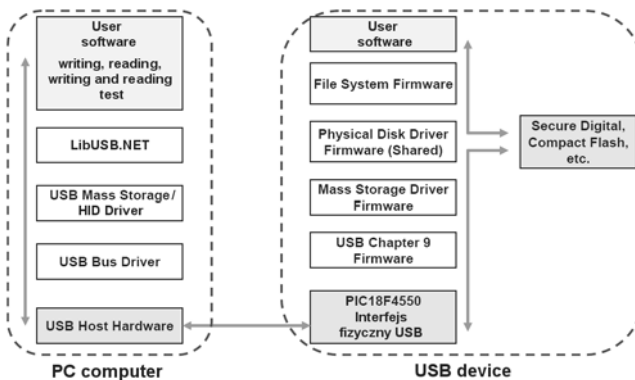 User
software
writing, reading,
writing and reading
test
LibUSB.NET
USB Mass Storage/
HID Driver
USB Bus Driver
USB Host Hardware
PC computer
User
software
File System Firmware
Physical Disk Driver
Firmware (Shared)
Mass Storage Driver
Firmware
USB Chapter 9
Firmware
PIC18F4550
Interfejs
fizyczny USB
USB device
Secure Digital,
Compact Flash,
etc.